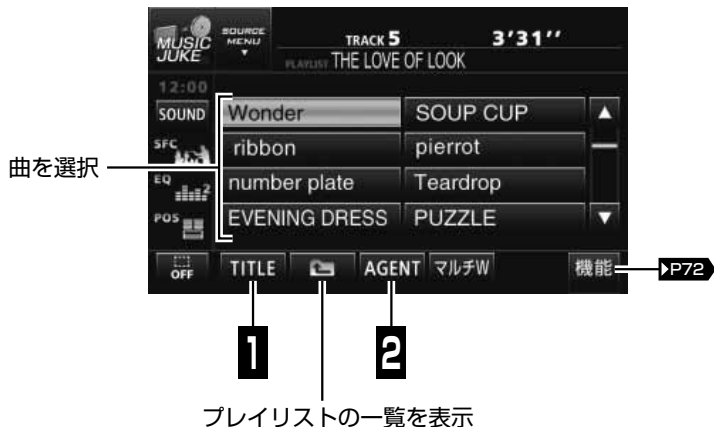 MUSIC JUKE
SOURCE MENU ▼
TRACK 5 3'31''
PLAYLIST THE LOVE OF LOOK
12:00
SOUND
Wonder SOUP CUP ▲
SFC
ribbon pierrot
曲を選択
EQ 2
number plate Teardrop
POS
EVENING DRESS PUZZLE ▼
OFF TITLE AGENT マルチW 機能
▶P72
1 2
プレイリストの一覧を表示